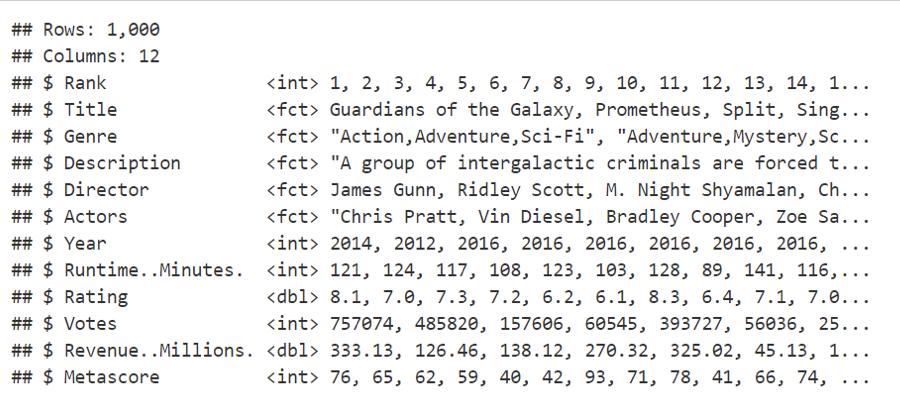 ## Rows: 1,000
## Columns: 12
## $ Rank <int> 1, 2, 3, 4, 5, 6, 7, 8, 9, 10, 11, 12, 13, 14, 1...
## $ Title <fct> Guardians of the Galaxy, Prometheus, Split, Sing...
## $ Genre <fct> "Action,Adventure,Sci-Fi", "Adventure,Mystery,Sc...
## $ Description <fct> "A group of intergalactic criminals are forced t...
## $ Director <fct> James Gunn, Ridley Scott, M. Night Shyamalan, Ch...
## $ Actors <fct> "Chris Pratt, Vin Diesel, Bradley Cooper, Zoe Sa...
## $ Year <int> 2014, 2012, 2016, 2016, 2016, 2016, 2016, 2016, ...
## $ Runtime..Minutes. <int> 121, 124, 117, 108, 123, 103, 128, 89, 141, 116,...
## $ Rating <dbl> 8.1, 7.0, 7.3, 7.2, 6.2, 6.1, 8.3, 6.4, 7.1, 7.0...
## $ Votes <int> 757074, 485820, 157606, 60545, 393727, 56036, 25...
## $ Revenue..Millions. <dbl> 333.13, 126.46, 138.12, 270.32, 325.02, 45.13, 1...
## $ Metascore <int> 76, 65, 62, 59, 40, 42, 93, 71, 78, 41, 66, 74, ...